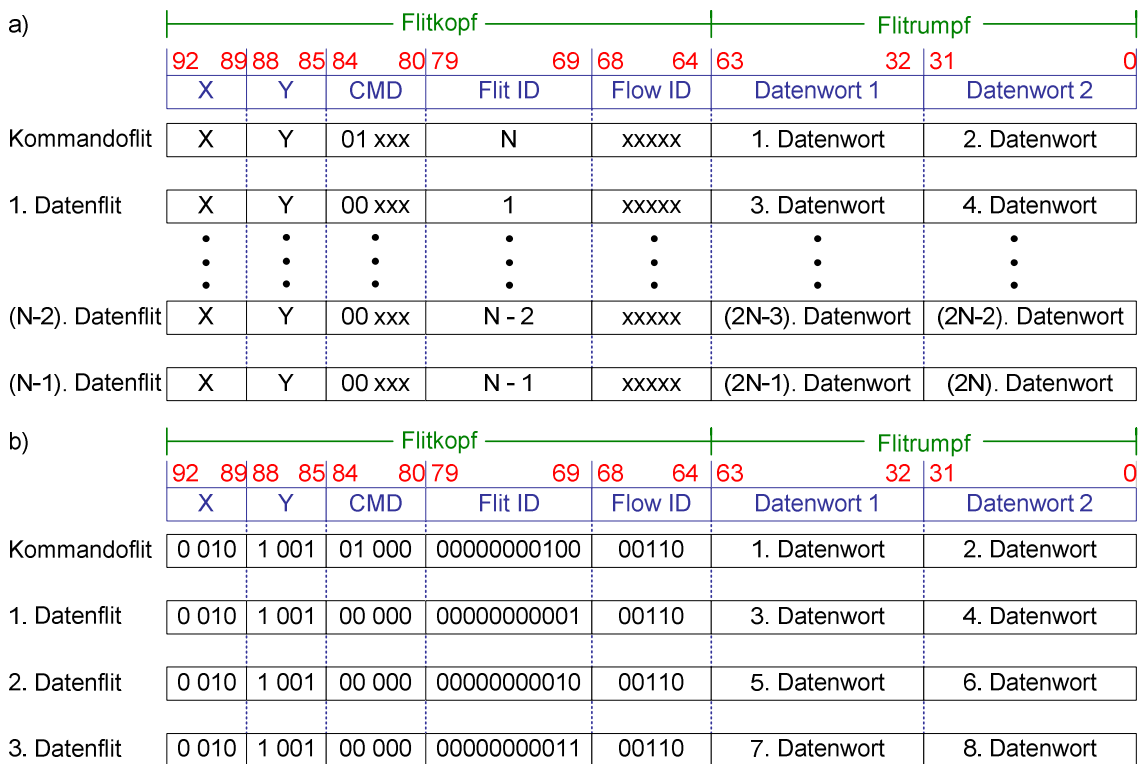 a)
Flitkopf Flitrumpf
92 89 88 85 84 80 79 69 68 64 63 32 31 0
X Y CMD Flit ID Flow ID Datenwort 1 Datenwort 2
Kommandoflit X Y 01 xxx N xxxxx 1. Datenwort 2. Datenwort
1. Datenflit X Y 00 xxx 1 xxxxx 3. Datenwort 4. Datenwort
(N-2). Datenflit X Y 00 xxx N - 2 xxxxx (2N-3). Datenwort (2N-2). Datenwort
(N-1). Datenflit X Y 00 xxx N - 1 xxxxx (2N-1). Datenwort (2N). Datenwort
b)
Flitkopf Flitrumpf
92 89 88 85 84 80 79 69 68 64 63 32 31 0
X Y CMD Flit ID Flow ID Datenwort 1 Datenwort 2
Kommandoflit 0 010 1 001 01 000 00000000100 00110 1. Datenwort 2. Datenwort
1. Datenflit 0 010 1 001 00 000 00000000001 00110 3. Datenwort 4. Datenwort
2. Datenflit 0 010 1 001 00 000 00000000010 00110 5. Datenwort 6. Datenwort
3. Datenflit 0 010 1 001 00 000 00000000011 00110 7. Datenwort 8. Datenwort